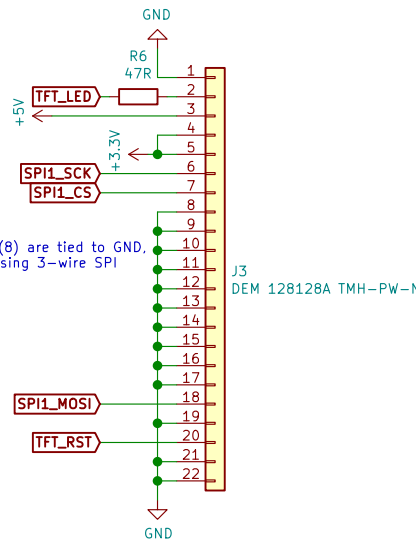 GND
R6
47R
1
TFT_LED
2
+5V
3
4
+3.3V
5
SPI1_SCK
6
SPI1_CS
7
8
(8) are tied to GND,
9
sing 3-wire SPI
10
11
J3
12
DEM 128128A TMH-PW-N
13
14
15
16
17
SPI1_MOSI
18
19
TFT_RST
20
21
22
GND